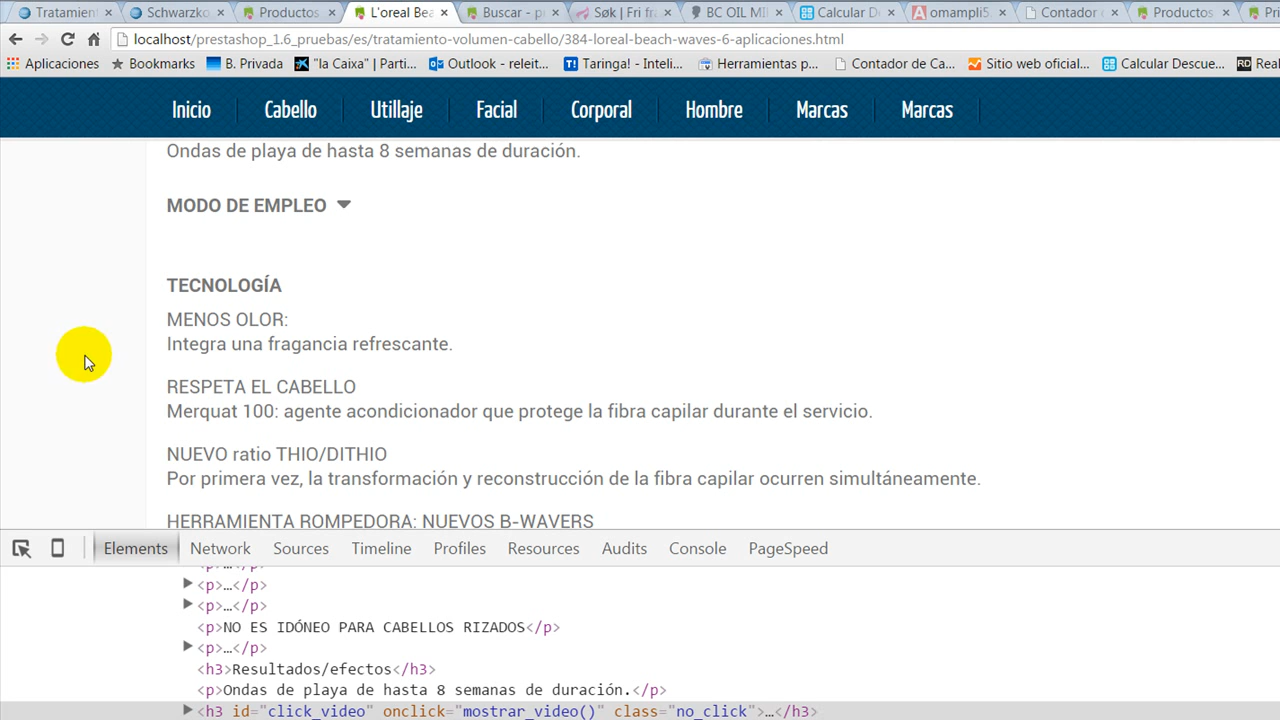 Tratamient Schwarzko Productos L'oreal Bea Buscar - p Søk | Fri fra BC OIL MI Calcular D omampli5 Contador Productos Pri
localhost/prestashop_1.6_pruebas/es/tratamiento-volumen-cabello/384-loreal-beach-waves-6-aplicaciones.html
Aplicaciones Bookmarks B. Privada "la Caixa" | Parti... Outlook - releit... Taringa! - Inteli... Herramientas p... Contador de Ca... Sitio web oficial... Calcular Descue... RD Real
Inicio Cabello Utillaje Facial Corporal Hombre Marcas Marcas
Ondas de playa de hasta 8 semanas de duración.
MODO DE EMPLEO
TECNOLOGÍA
MENOS OLOR:
Integra una fragancia refrescante.
RESPETA EL CABELLO
Merquat 100: agente acondicionador que protege la fibra capilar durante el servicio.
NUEVO ratio THIO/DITHIO
Por primera vez, la transformación y reconstrucción de la fibra capilar ocurren simultáneamente.
HERRAMIENTA ROMPEDORA: NUEVOS B-WAVERS
Elements Network Sources Timeline Profiles Resources Audits Console PageSpeed
<p>…</p>
<p>…</p>
<p>…</p>
<p>NO ES IDÓNEO PARA CABELLOS RIZADOS</p>
<p>…</p>
<h3>Resultados/efectos</h3>
<p>Ondas de playa de hasta 8 semanas de duración.</p>
<h3 id="click_video" onclick="mostrar_video()" class="no_click">…</h3>